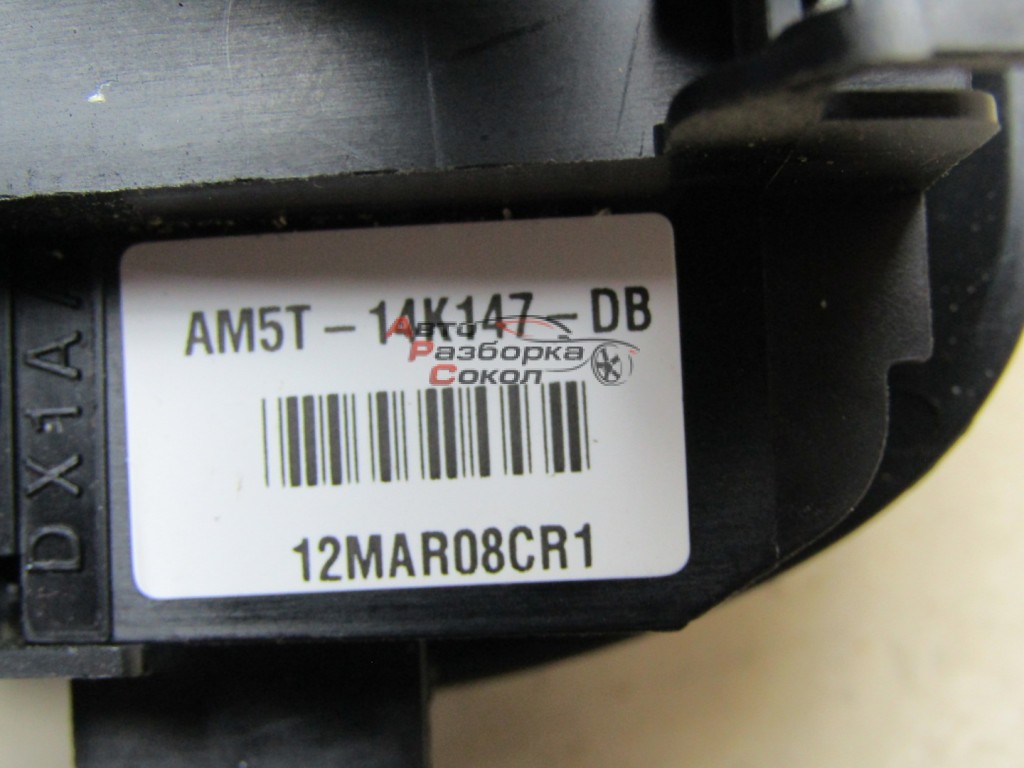 AM5T-14K147-DB
Авто
Разборка
Сокол
12MAR08CR1
DX1A